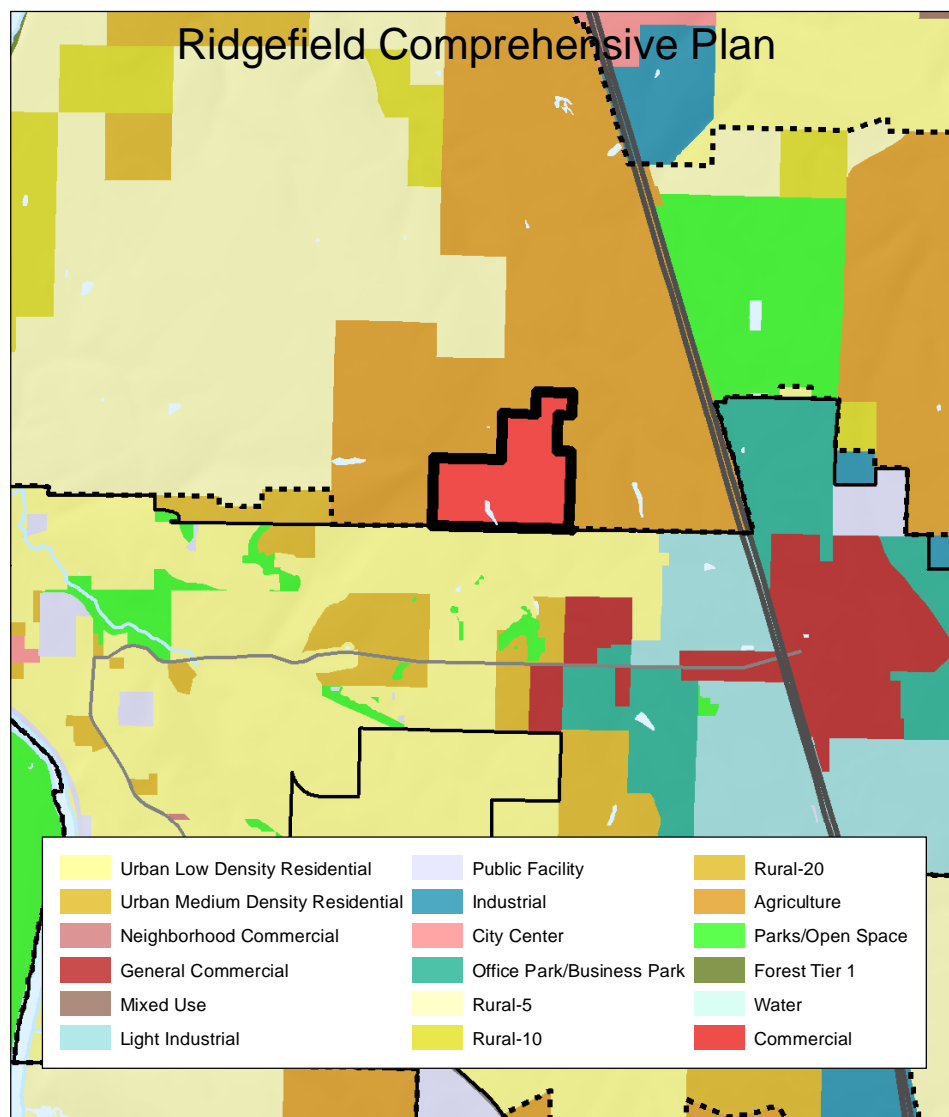 Ridgefield Comprehensive Plan
Urban Low Density Residential
Urban Medium Density Residential
Neighborhood Commercial
General Commercial
Mixed Use
Light Industrial
Public Facility
Industrial
City Center
Office Park/Business Park
Rural-5
Rural-10
Rural-20
Agriculture
Parks/Open Space
Forest Tier 1
Water
Commercial